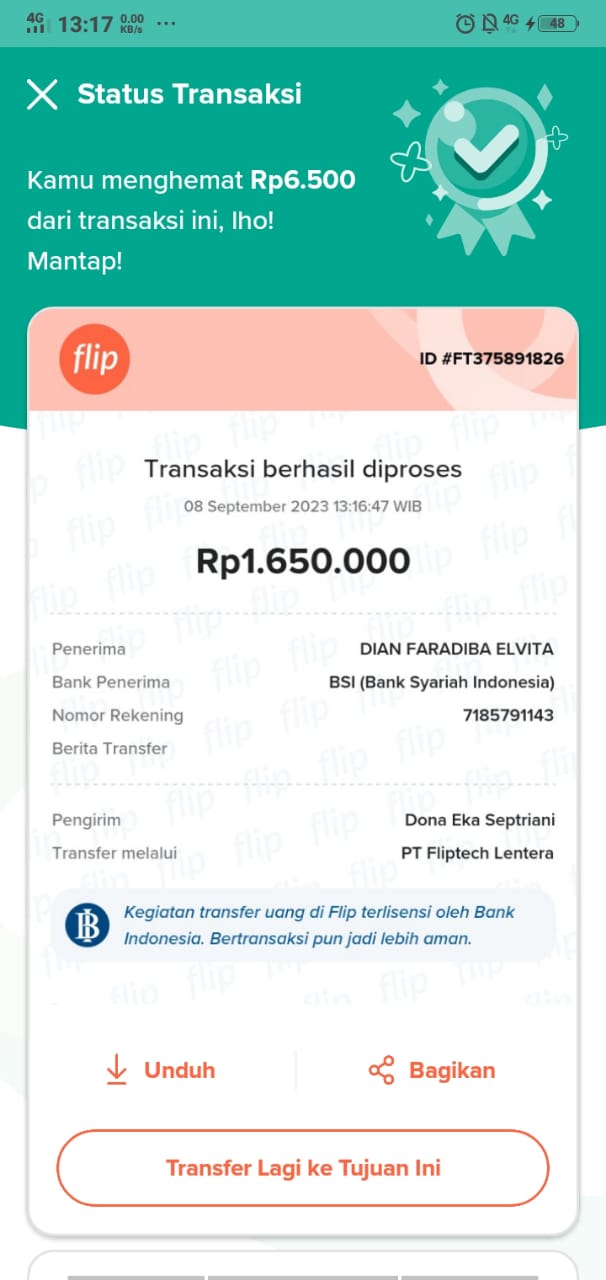 4G 13:17 0.00 KB/s ... 4G 48
Status Transaksi
Kamu menghemat Rp6.500
dari transaksi ini, lho!
Mantap!
flip
ID #FT375891826
Transaksi berhasil diproses
08 September 2023 13:16:47 WIB
Rp1.650.000
Penerima DIAN FARADIBA ELVITA
Bank Penerima BSI (Bank Syariah Indonesia)
Nomor Rekening 7185791143
Berita Transfer
Pengirim Dona Eka Septriani
Transfer melalui PT Fliptech Lentera
Kegiatan transfer uang di Flip terlisensi oleh Bank
Indonesia. Bertransaksi pun jadi lebih aman.
Unduh
Bagikan
Transfer Lagi ke Tujuan Ini